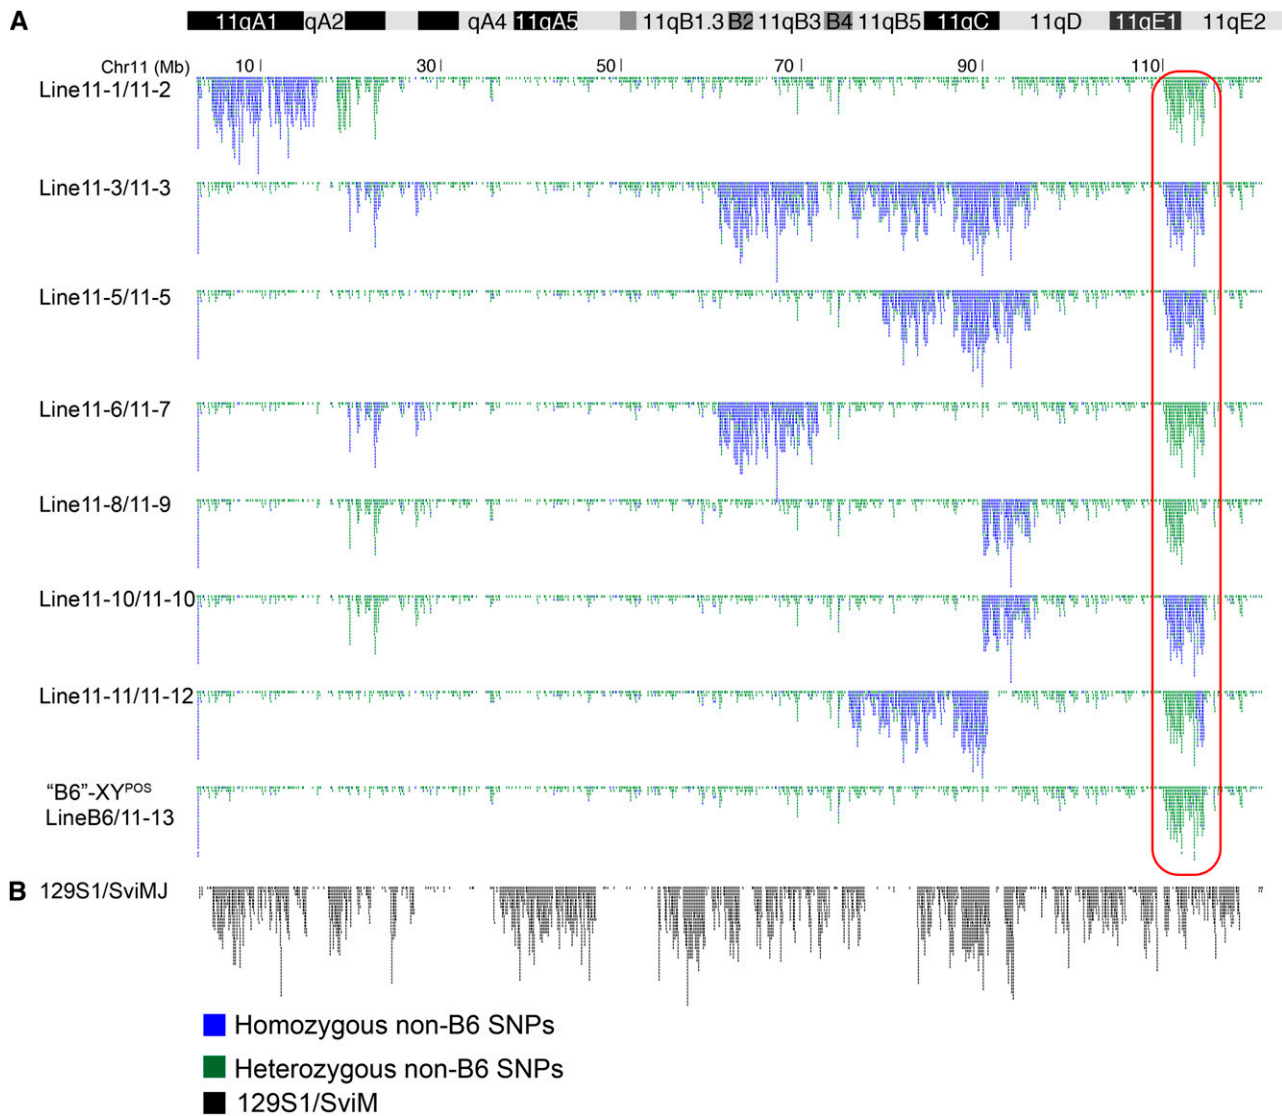 A
11qA1 qA2 qA4 11qA5 11qB1.3 B2 11qB3 B4 11qB5 11qC 11qD 11qE1 11qE2
Chr11 (Mb) 10 30 50 70 90 110
Line11-1/11-2
Line11-3/11-3
Line11-5/11-5
Line11-6/11-7
Line11-8/11-9
Line11-10/11-10
Line11-11/11-12
“B6”-XYPOS
LineB6/11-13
B 129S1/SviMJ
Homozygous non-B6 SNPs
Heterozygous non-B6 SNPs
129S1/SviM